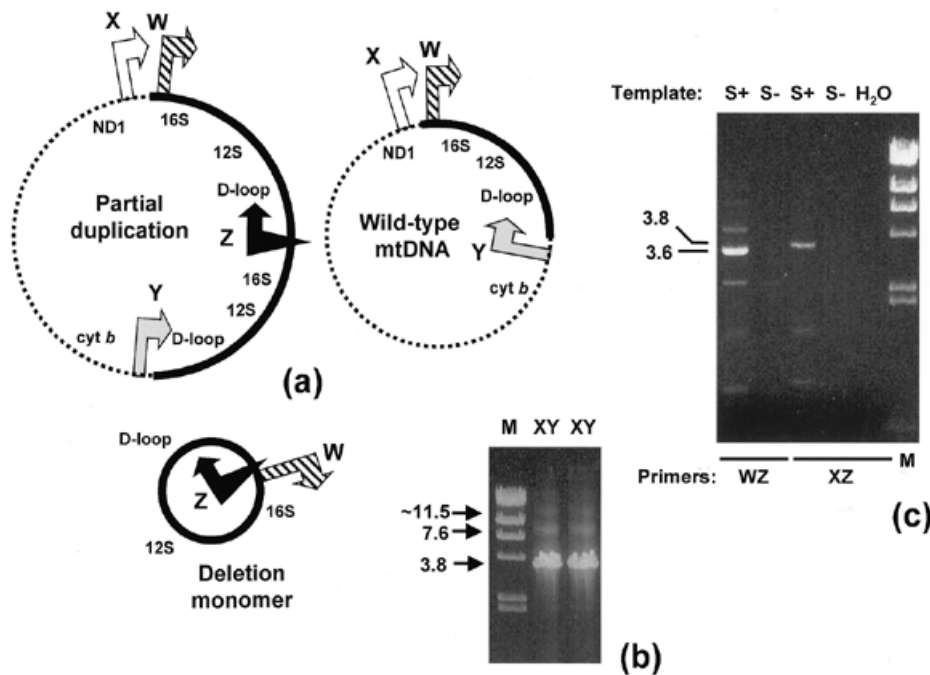 X
W
ND1
16S
12S
D-loop
Partial
duplication
Z
16S
12S
Y
cyt b
D-loop
X
W
ND1
16S
12S
D-loop
Wild-type
mtDNA
Y
cyt b
(a)
D-loop
W
Z
16S
12S
Deletion
monomer
M XY XY
~11.5
7.6
3.8
(b)
Template: S+ S- S+ S- H₂O
3.8
3.6
M
Primers: WZ XZ
(c)